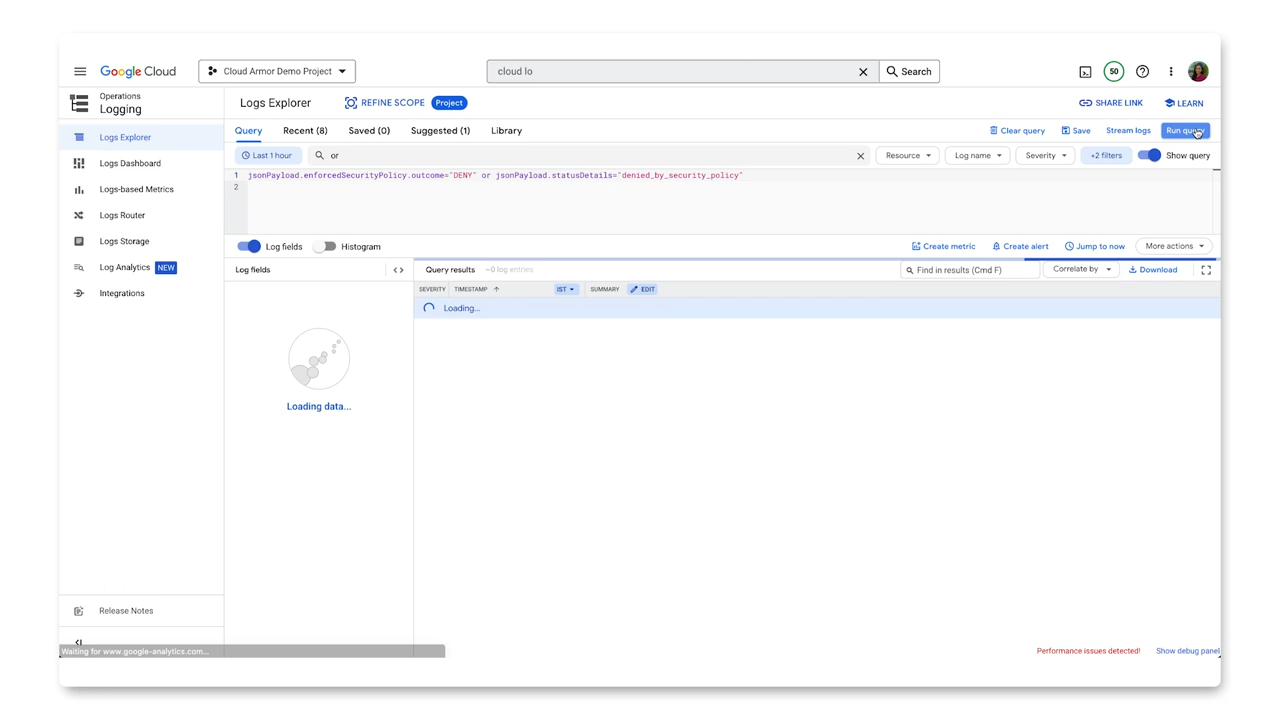 Google Cloud
Cloud Armor Demo Project
cloud lo
Search
50
Operations
Logging
Logs Explorer
REFINE SCOPE
Project
SHARE LINK
LEARN
Logs Explorer
Logs Dashboard
Logs-based Metrics
Logs Router
Logs Storage
Log Analytics NEW
Integrations
Release Notes
Query
Recent (8)
Saved (0)
Suggested (1)
Library
Clear query
Save
Stream logs
Run query
Last 1 hour
or
Resource
Log name
Severity
+2 filters
Show query
1 jsonPayload.enforcedSecurityPolicy.outcome="DENY" or jsonPayload.statusDetails="denied_by_security_policy"
2
Log fields
Histogram
Create metric
Create alert
Jump to now
More actions
Log fields
Loading data...
Query results ~0 log entries
Find in results (Cmd F)
Correlate by
Download
SEVERITY
TIMESTAMP
IST
SUMMARY
EDIT
Loading...
Waiting for www.google-analytics.com...
Performance issues detected!
Show debug panel